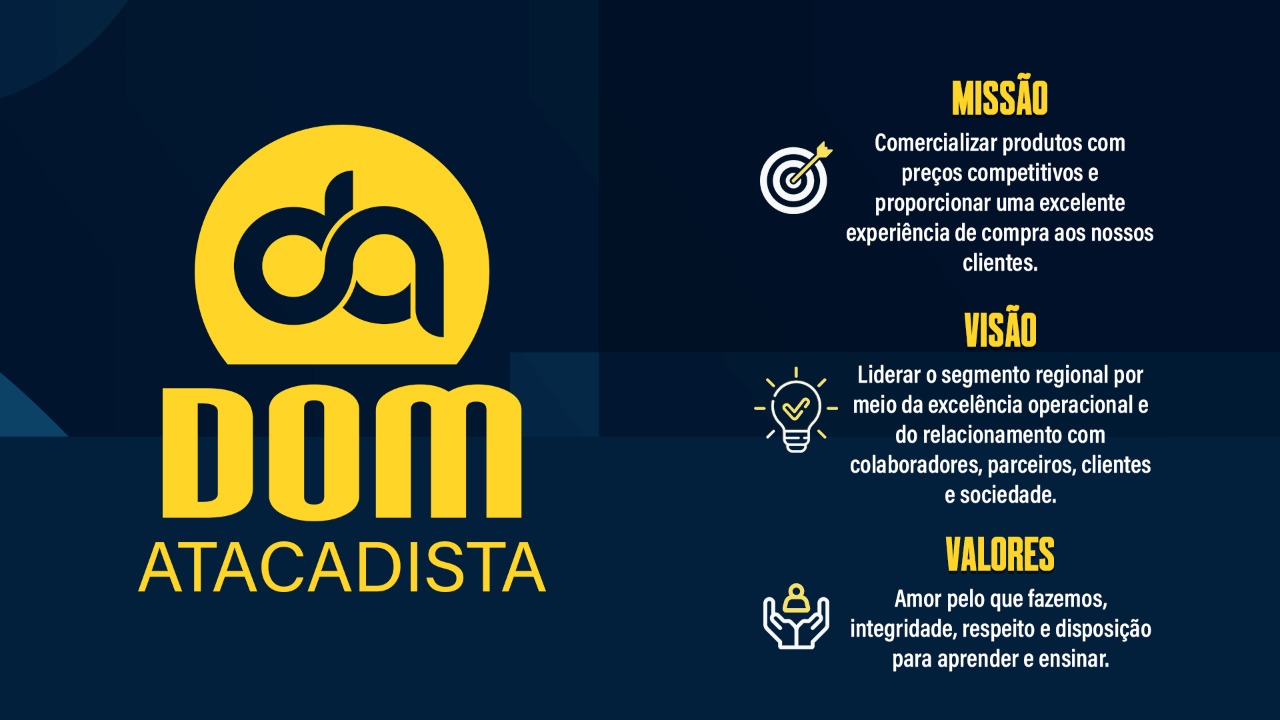 da
DOM
ATACADISTA
MISSÃO
Comercializar produtos com
preços competitivos e
proporcionar uma excelente
experiência de compra aos nossos
clientes.
VISÃO
Liderar o segmento regional por
meio da excelência operacional e
do relacionamento com
colaboradores, parceiros, clientes
e sociedade.
VALORES
Amor pelo que fazemos,
integridade, respeito e disposição
para aprender e ensinar.